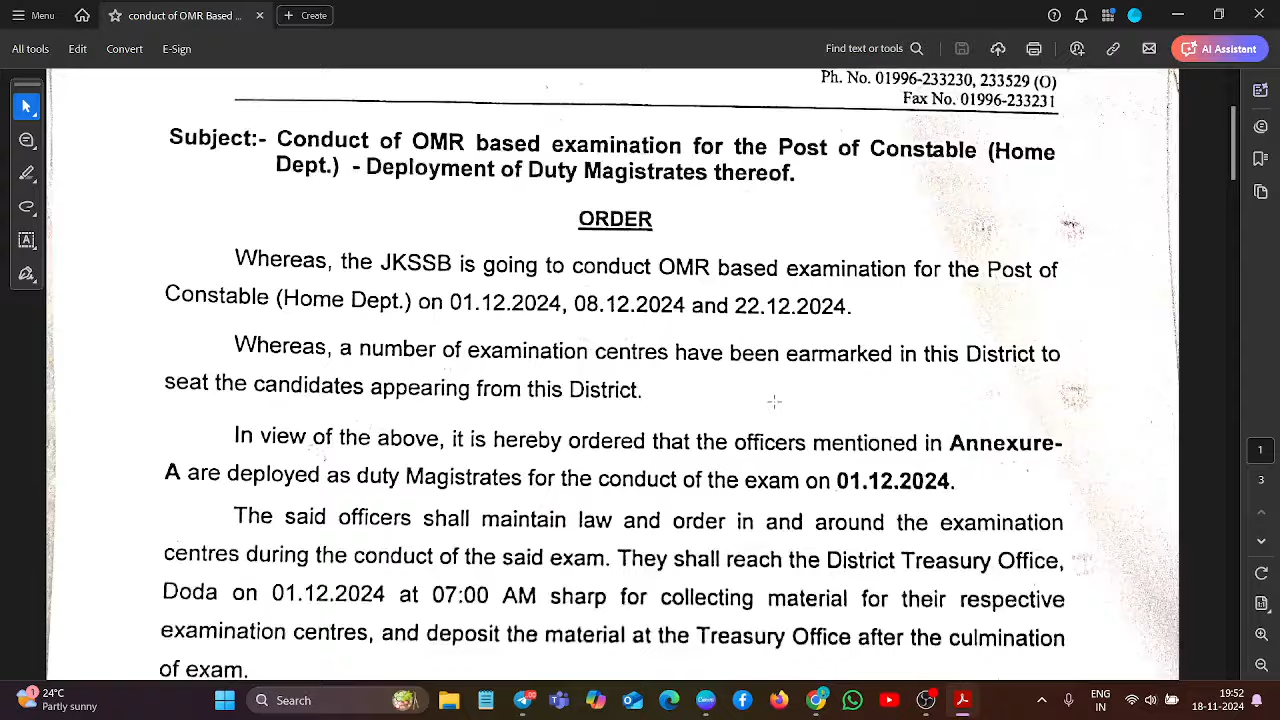 Menu
conduct of OMR Based ...
Create
AI tools Edit Convert E-Sign
Find text or tools
AI Assistant
Ph. No. 01996-233230, 233529 (O)
Fax No. 01996-233231
Subject:- Conduct of OMR based examination for the Post of Constable (Home
Dept.) - Deployment of Duty Magistrates thereof.
ORDER
Whereas, the JKSSB is going to conduct OMR based examination for the Post of
Constable (Home Dept.) on 01.12.2024, 08.12.2024 and 22.12.2024.
Whereas, a number of examination centres have been earmarked in this District to
seat the candidates appearing from this District.
In view of the above, it is hereby ordered that the officers mentioned in Annexure-
A are deployed as duty Magistrates for the conduct of the exam on 01.12.2024.
The said officers shall maintain law and order in and around the examination
centres during the conduct of the said exam. They shall reach the District Treasury Office,
Doda on 01.12.2024 at 07:00 AM sharp for collecting material for their respective
examination centres, and deposit the material at the Treasury Office after the culmination
of exam.
1
24°C
Partly sunny
Search
ENG
IN
19:52
18-11-2024